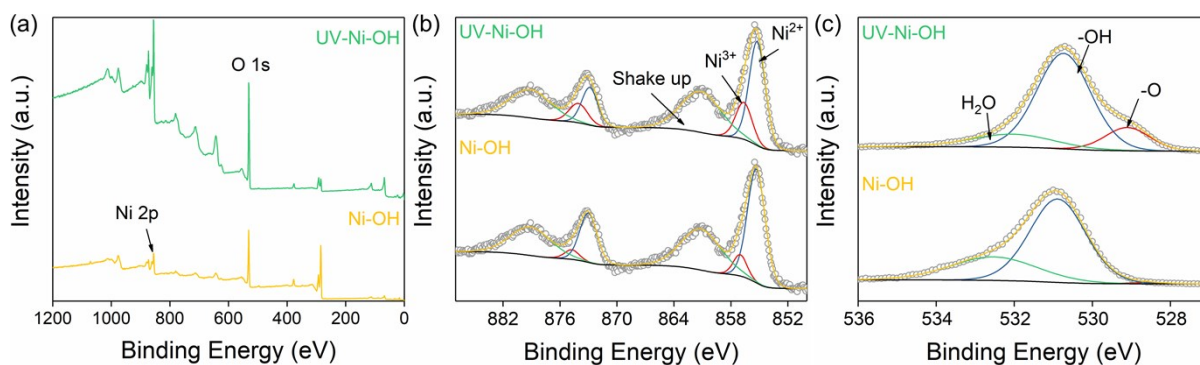 (a)
UV-Ni-OH
O 1s
Ni-OH
Ni 2p
Intensity (a.u.)
1200 1000 800 600 400 200 0
Binding Energy (eV)
(b)
UV-Ni-OH
Ni²⁺
Ni³⁺
Shake up
Ni-OH
Intensity (a.u.)
882 876 870 864 858 852
Binding Energy (eV)
(c)
UV-Ni-OH
-OH
-O
H₂O
Ni-OH
Intensity (a.u.)
536 534 532 530 528
Binding Energy (eV)